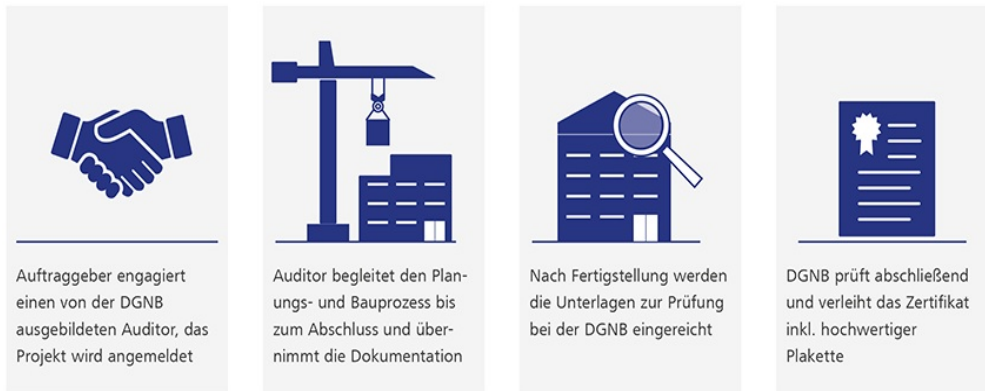 Auftraggeber engagiert
einen von der DGNB
ausgebildeten Auditor, das
Projekt wird angemeldet
Auditor begleitet den Plan-
ungs- und Bauprozess bis
zum Abschluss und über-
nimmt die Dokumentation
Nach Fertigstellung werden
die Unterlagen zur Prüfung
bei der DGNB eingereicht
DGNB prüft abschließend
und verleiht das Zertifikat
inkl. hochwertiger
Plakette